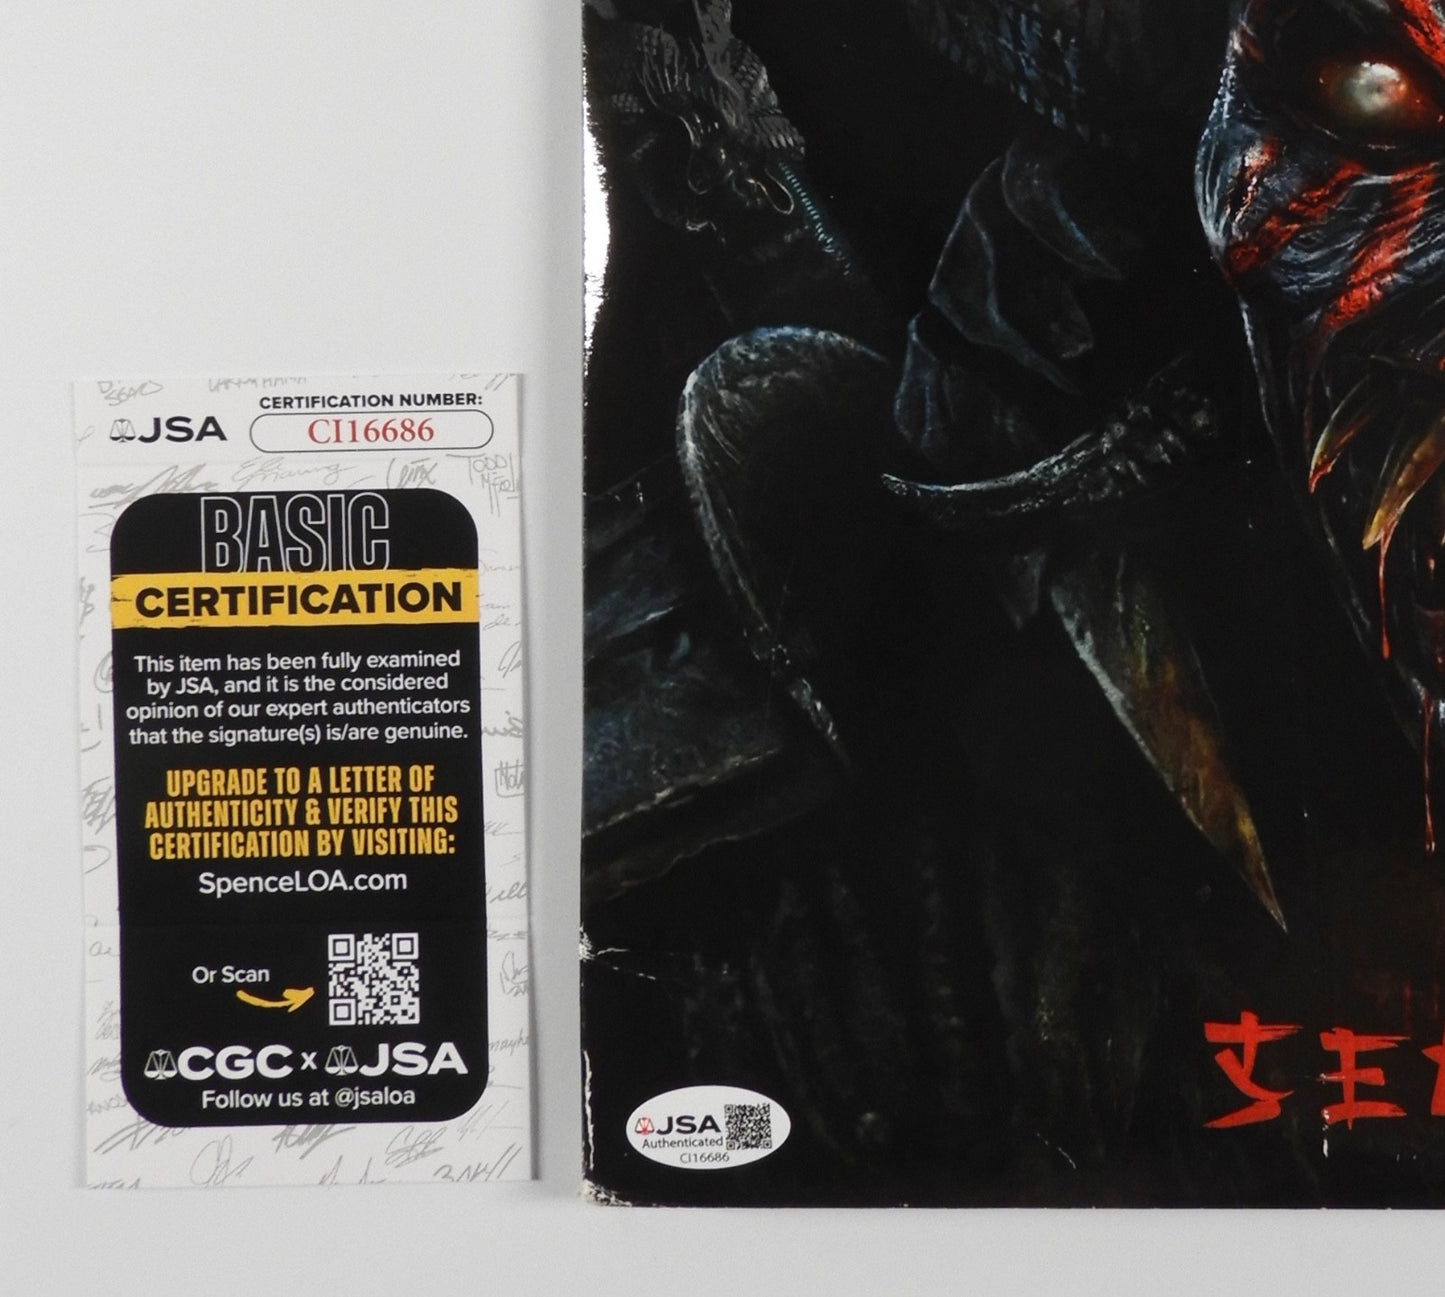 JSA
CERTIFICATION NUMBER:
CI16686
TODD
BASIC
CERTIFICATION
This item has been fully examined
by JSA, and it is the considered
opinion of our expert authenticators
that the signature(s) is/are genuine.
UPGRADE TO A LETTER OF
AUTHENTICITY & VERIFY THIS
CERTIFICATION BY VISITING:
SpenceLOA.com
Or Scan
CGC x JSA
Follow us at @jsaloa
JSA
Authenticated
CI16686
SE